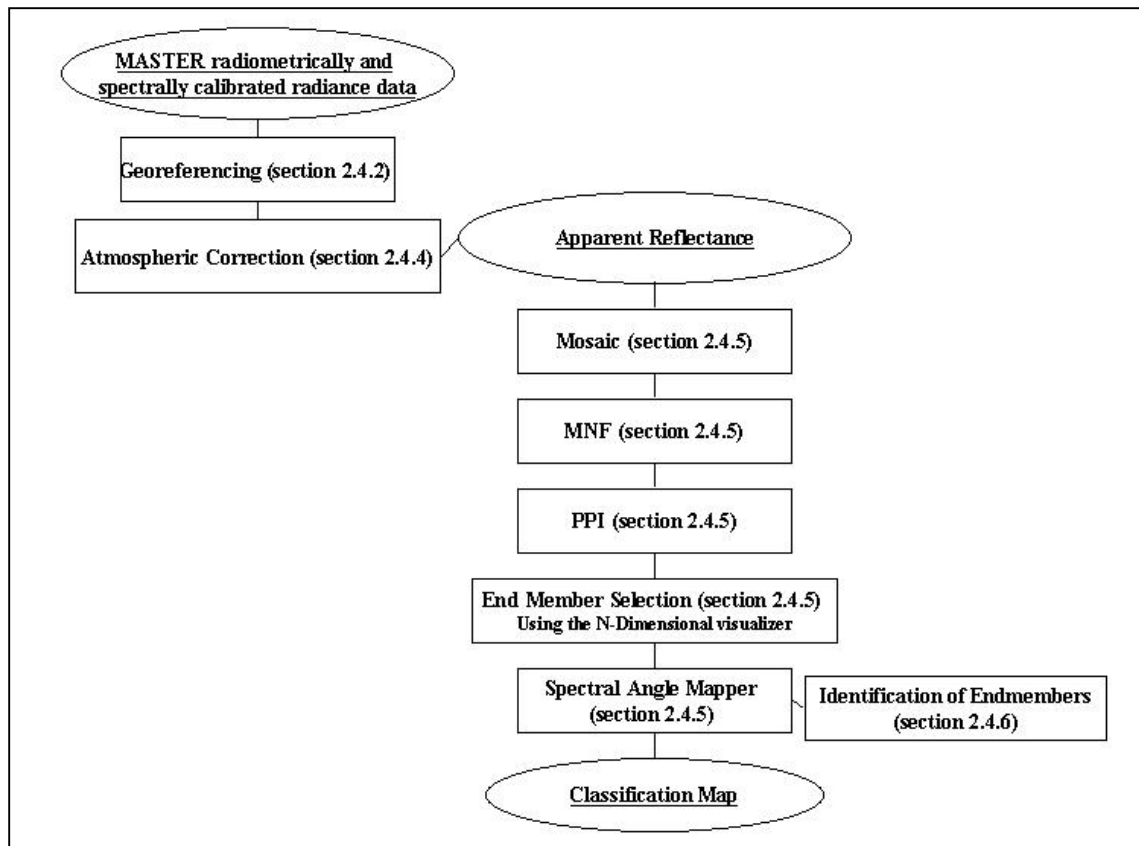 MASTER radiometrically and
spectrally calibrated radiance data
Georeferencing (section 2.4.2)
Atmospheric Correction (section 2.4.4)
Apparent Reflectance
Mosaic (section 2.4.5)
MNF (section 2.4.5)
PPI (section 2.4.5)
End Member Selection (section 2.4.5)
Using the N-Dimensional visualizer
Spectral Angle Mapper
(section 2.4.5)
Identification of Endmembers
(section 2.4.6)
Classification Map